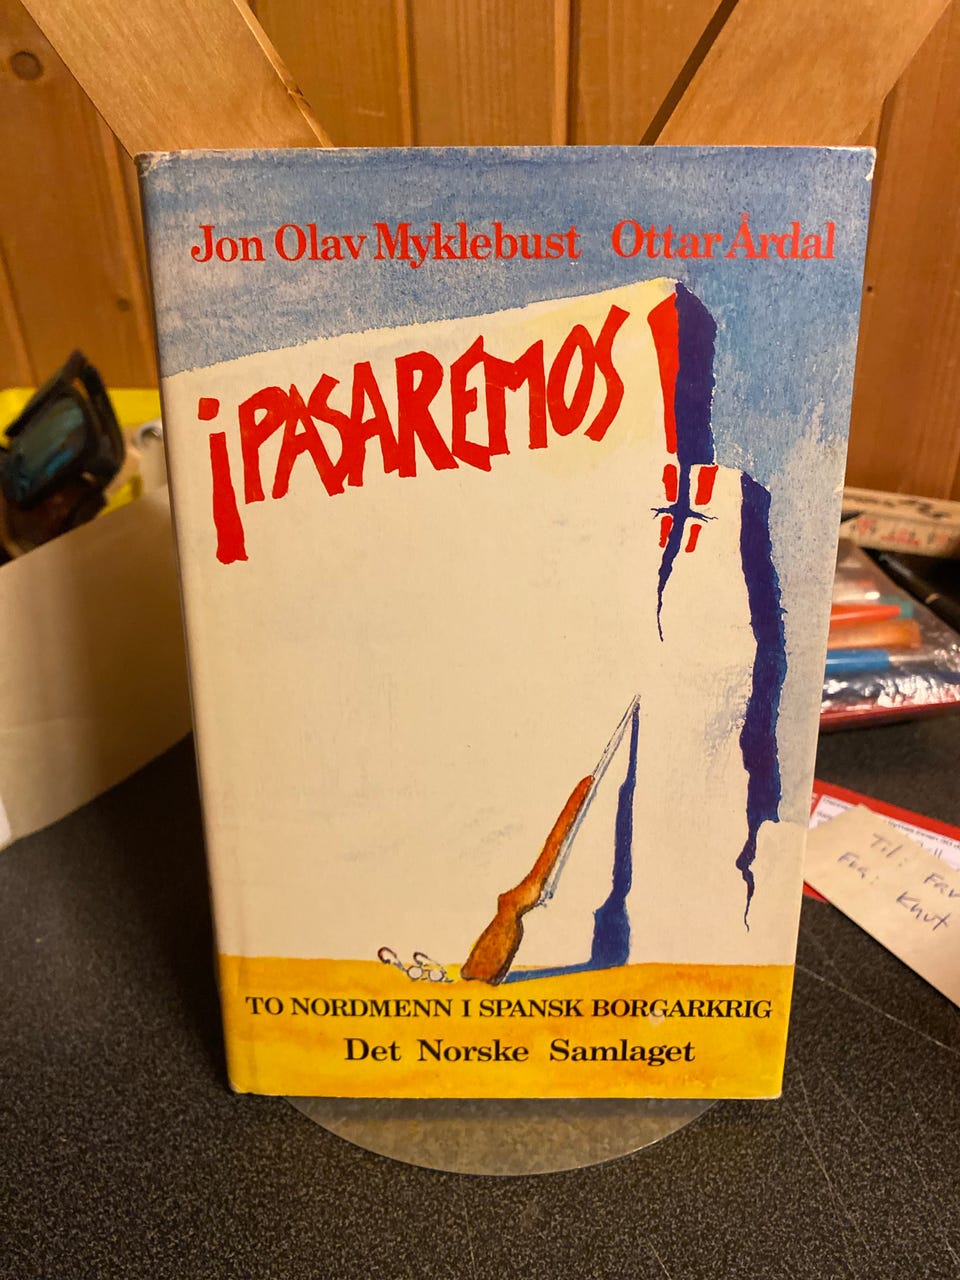 Jon Olav Myklebust Ottar Årdal
¡PASAREMOS!
TO NORDMENN I SPANSK BORGARKRIG
Det Norske Samlaget
Til:
Fra: Knut